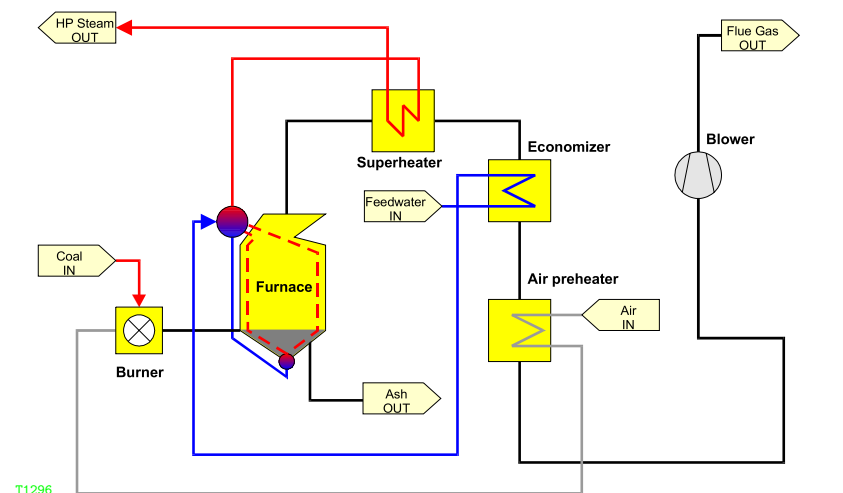 HP Steam
OUT
Flue Gas
OUT
Blower
Economizer
Superheater
Feedwater
IN
Coal
IN
Furnace
Air preheater
Air
IN
Burner
Ash
OUT
T1296